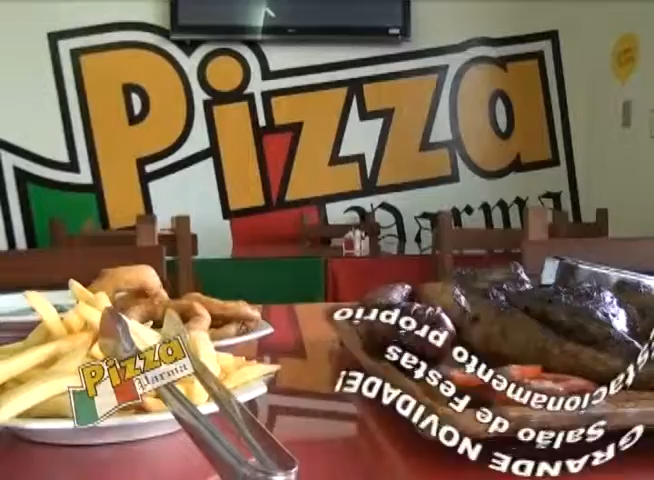 Pizza
Parma
Pizza
Parma
GRANDE NOVIDADE!
Salão de Festas
Estacionamento próprio